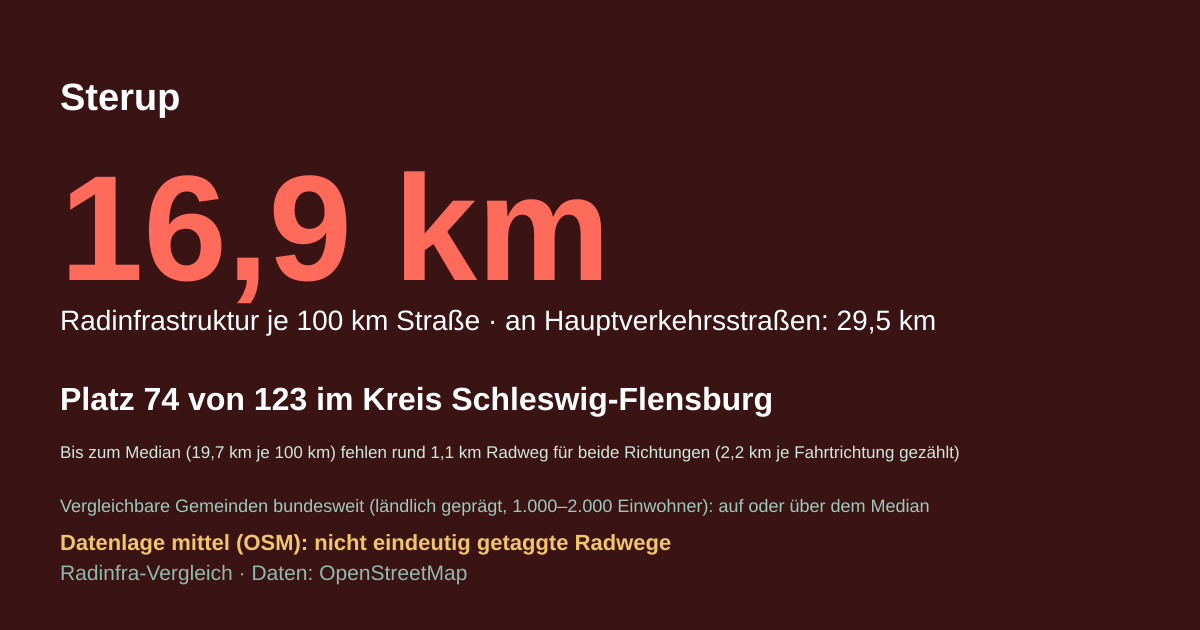 Sterup
16,9 km
Radinfrastruktur je 100 km Straße · an Hauptverkehrsstraßen: 29,5 km
Platz 74 von 123 im Kreis Schleswig-Flensburg
Bis zum Median (19,7 km je 100 km) fehlen rund 1,1 km Radweg für beide Richtungen (2,2 km je Fahrtrichtung gezählt)
Vergleichbare Gemeinden bundesweit (ländlich geprägt, 1.000–2.000 Einwohner): auf oder über dem Median
Datenlage mittel (OSM): nicht eindeutig getaggte Radwege
Radinfra-Vergleich · Daten: OpenStreetMap